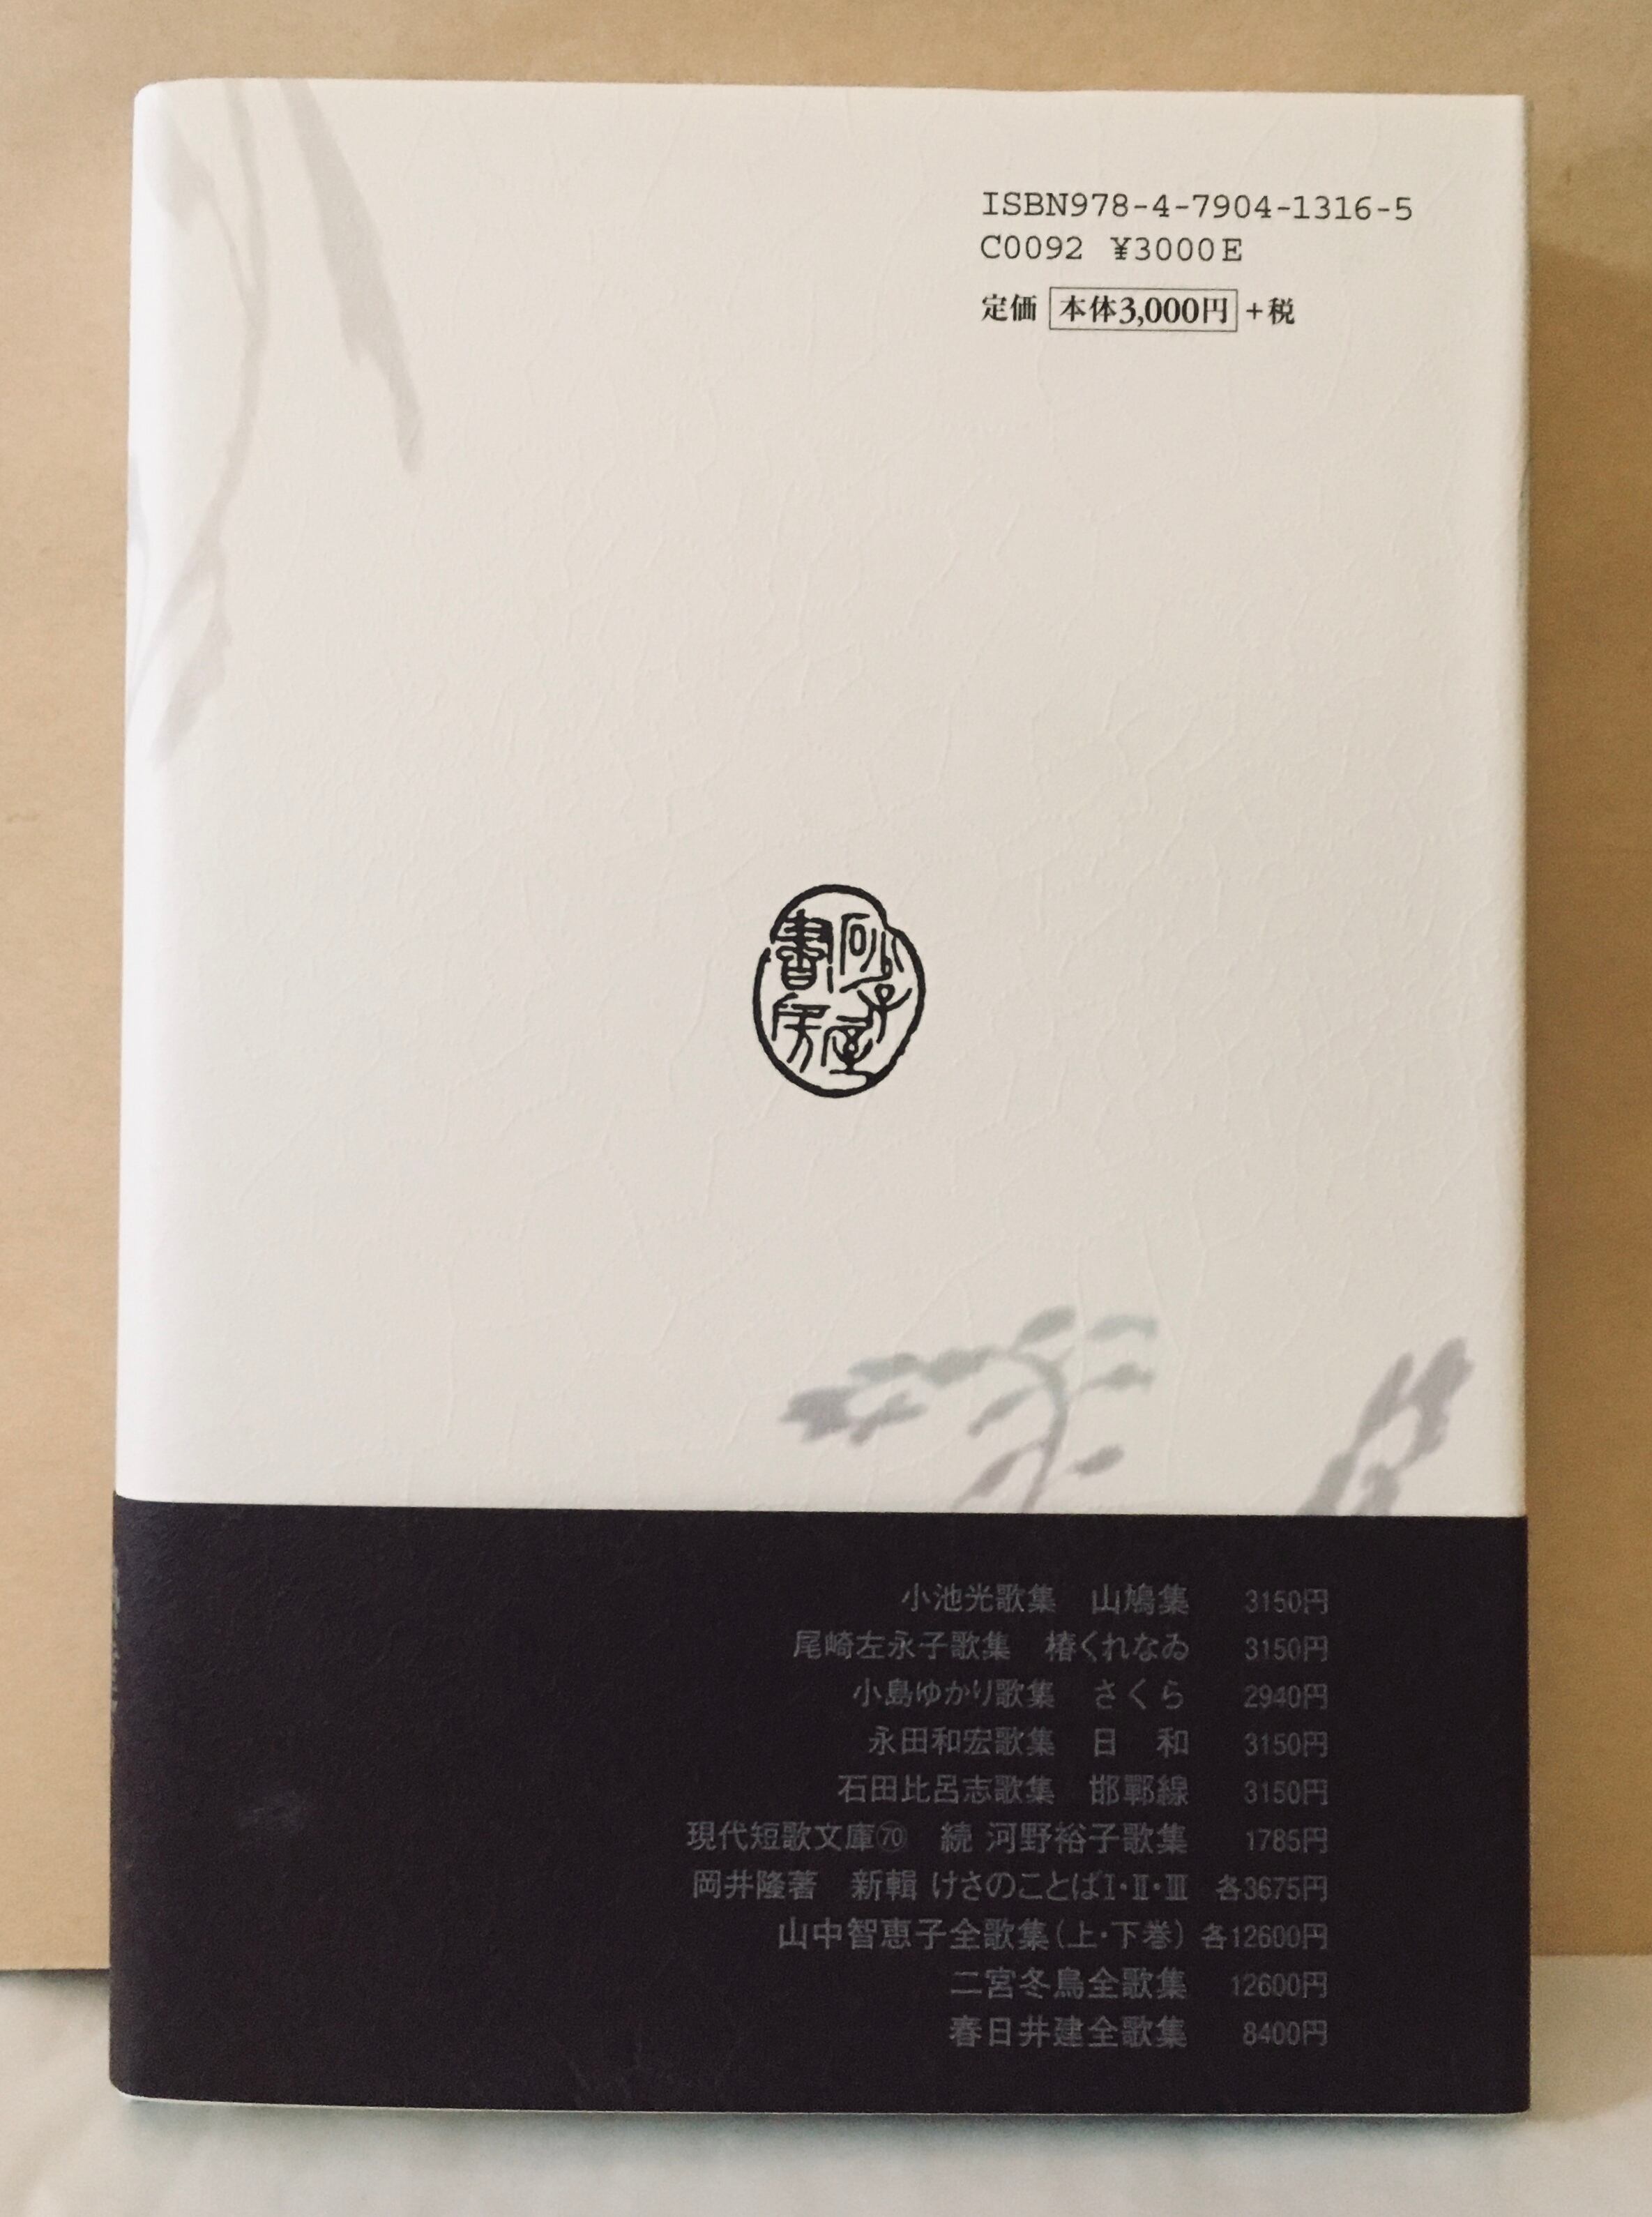 ISBN978-4-7904-1316-5
C0092 ¥3000E
定価 本体3,000円+税
砂子屋
書房
小池光歌集 山鳩集 3150円
尾崎左永子歌集 椿くれなゐ 3150円
小島ゆかり歌集 さくら 2940円
永田和宏歌集 日 和 3150円
石田比呂志歌集 邯鄲線 3150円
現代短歌文庫⑦⓪ 続 河野裕子歌集 1785円
岡井隆著 新輯 けさのことばⅠ・Ⅱ・Ⅲ 各3675円
山中智恵子全歌集(上・下巻) 各12600円
二宮冬鳥全歌集 12600円
春日井建全歌集 8400円